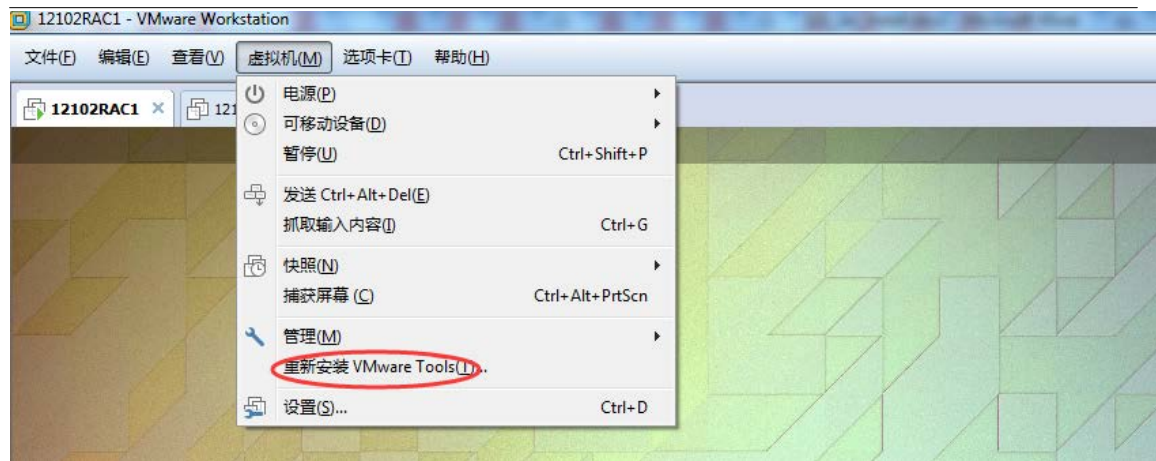 12102RAC1 - VMware Workstation
文件(F) 编辑(E) 查看(V) 虚拟机(M) 选项卡(T) 帮助(H)
12102RAC1 × 121
电源(P)
可移动设备(D)
暂停(U) Ctrl+Shift+P
发送 Ctrl+Alt+Del(E)
抓取输入内容(I) Ctrl+G
快照(N)
捕获屏幕 (C) Ctrl+Alt+PrtScn
管理(M)
重新安装 VMware Tools(T)...
设置(S)... Ctrl+D